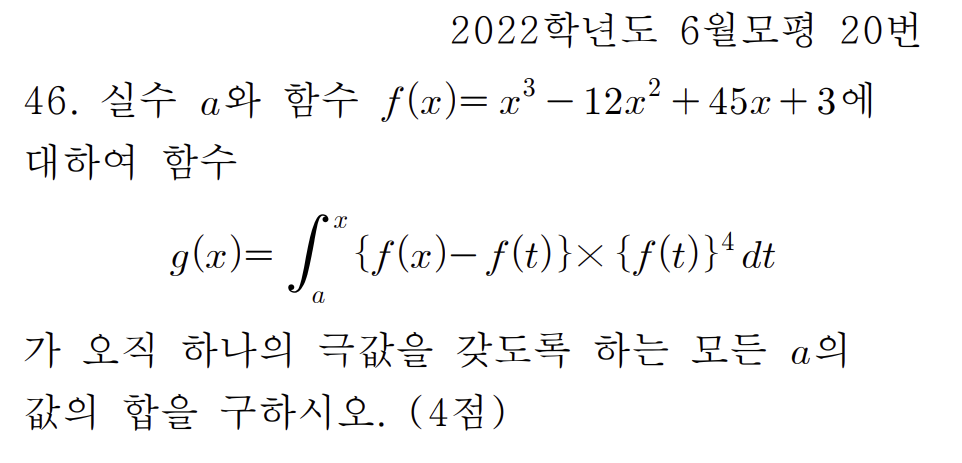 2022학년도 6월모평 20번
46. 실수 a와 함수 f(x)= x³ − 12x² + 45x + 3에
대하여 함수
g(x)= ∫ₐˣ {f(x)− f(t)}× {f(t)}⁴ dt
가 오직 하나의 극값을 갖도록 하는 모든 a의
값의 합을 구하시오. (4점)